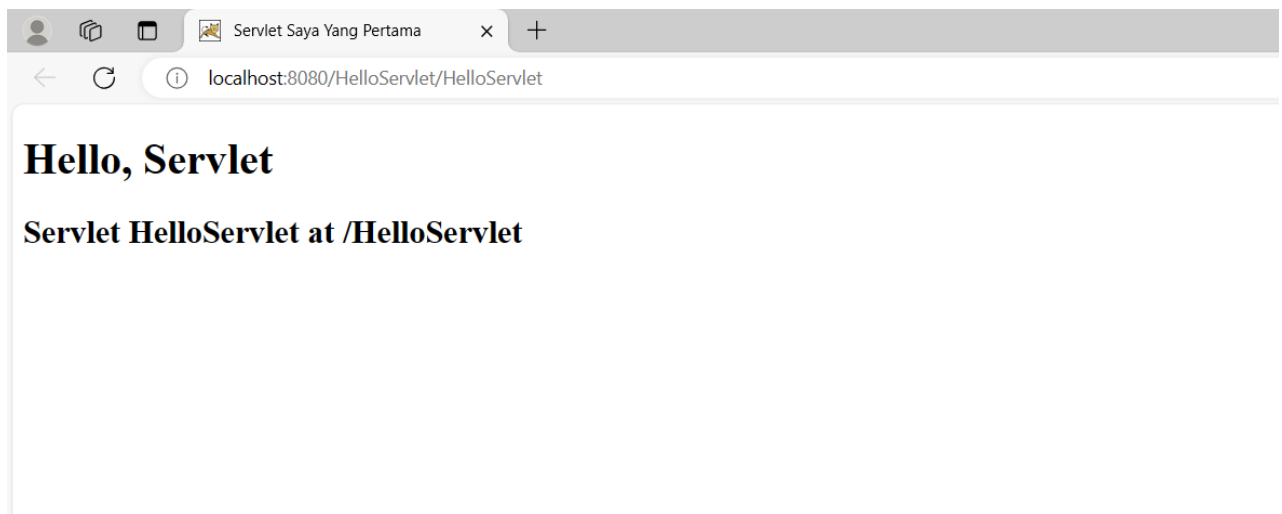 Servlet Saya Yang Pertama
localhost:8080/HelloServlet/HelloServlet
Hello, Servlet
Servlet HelloServlet at /HelloServlet